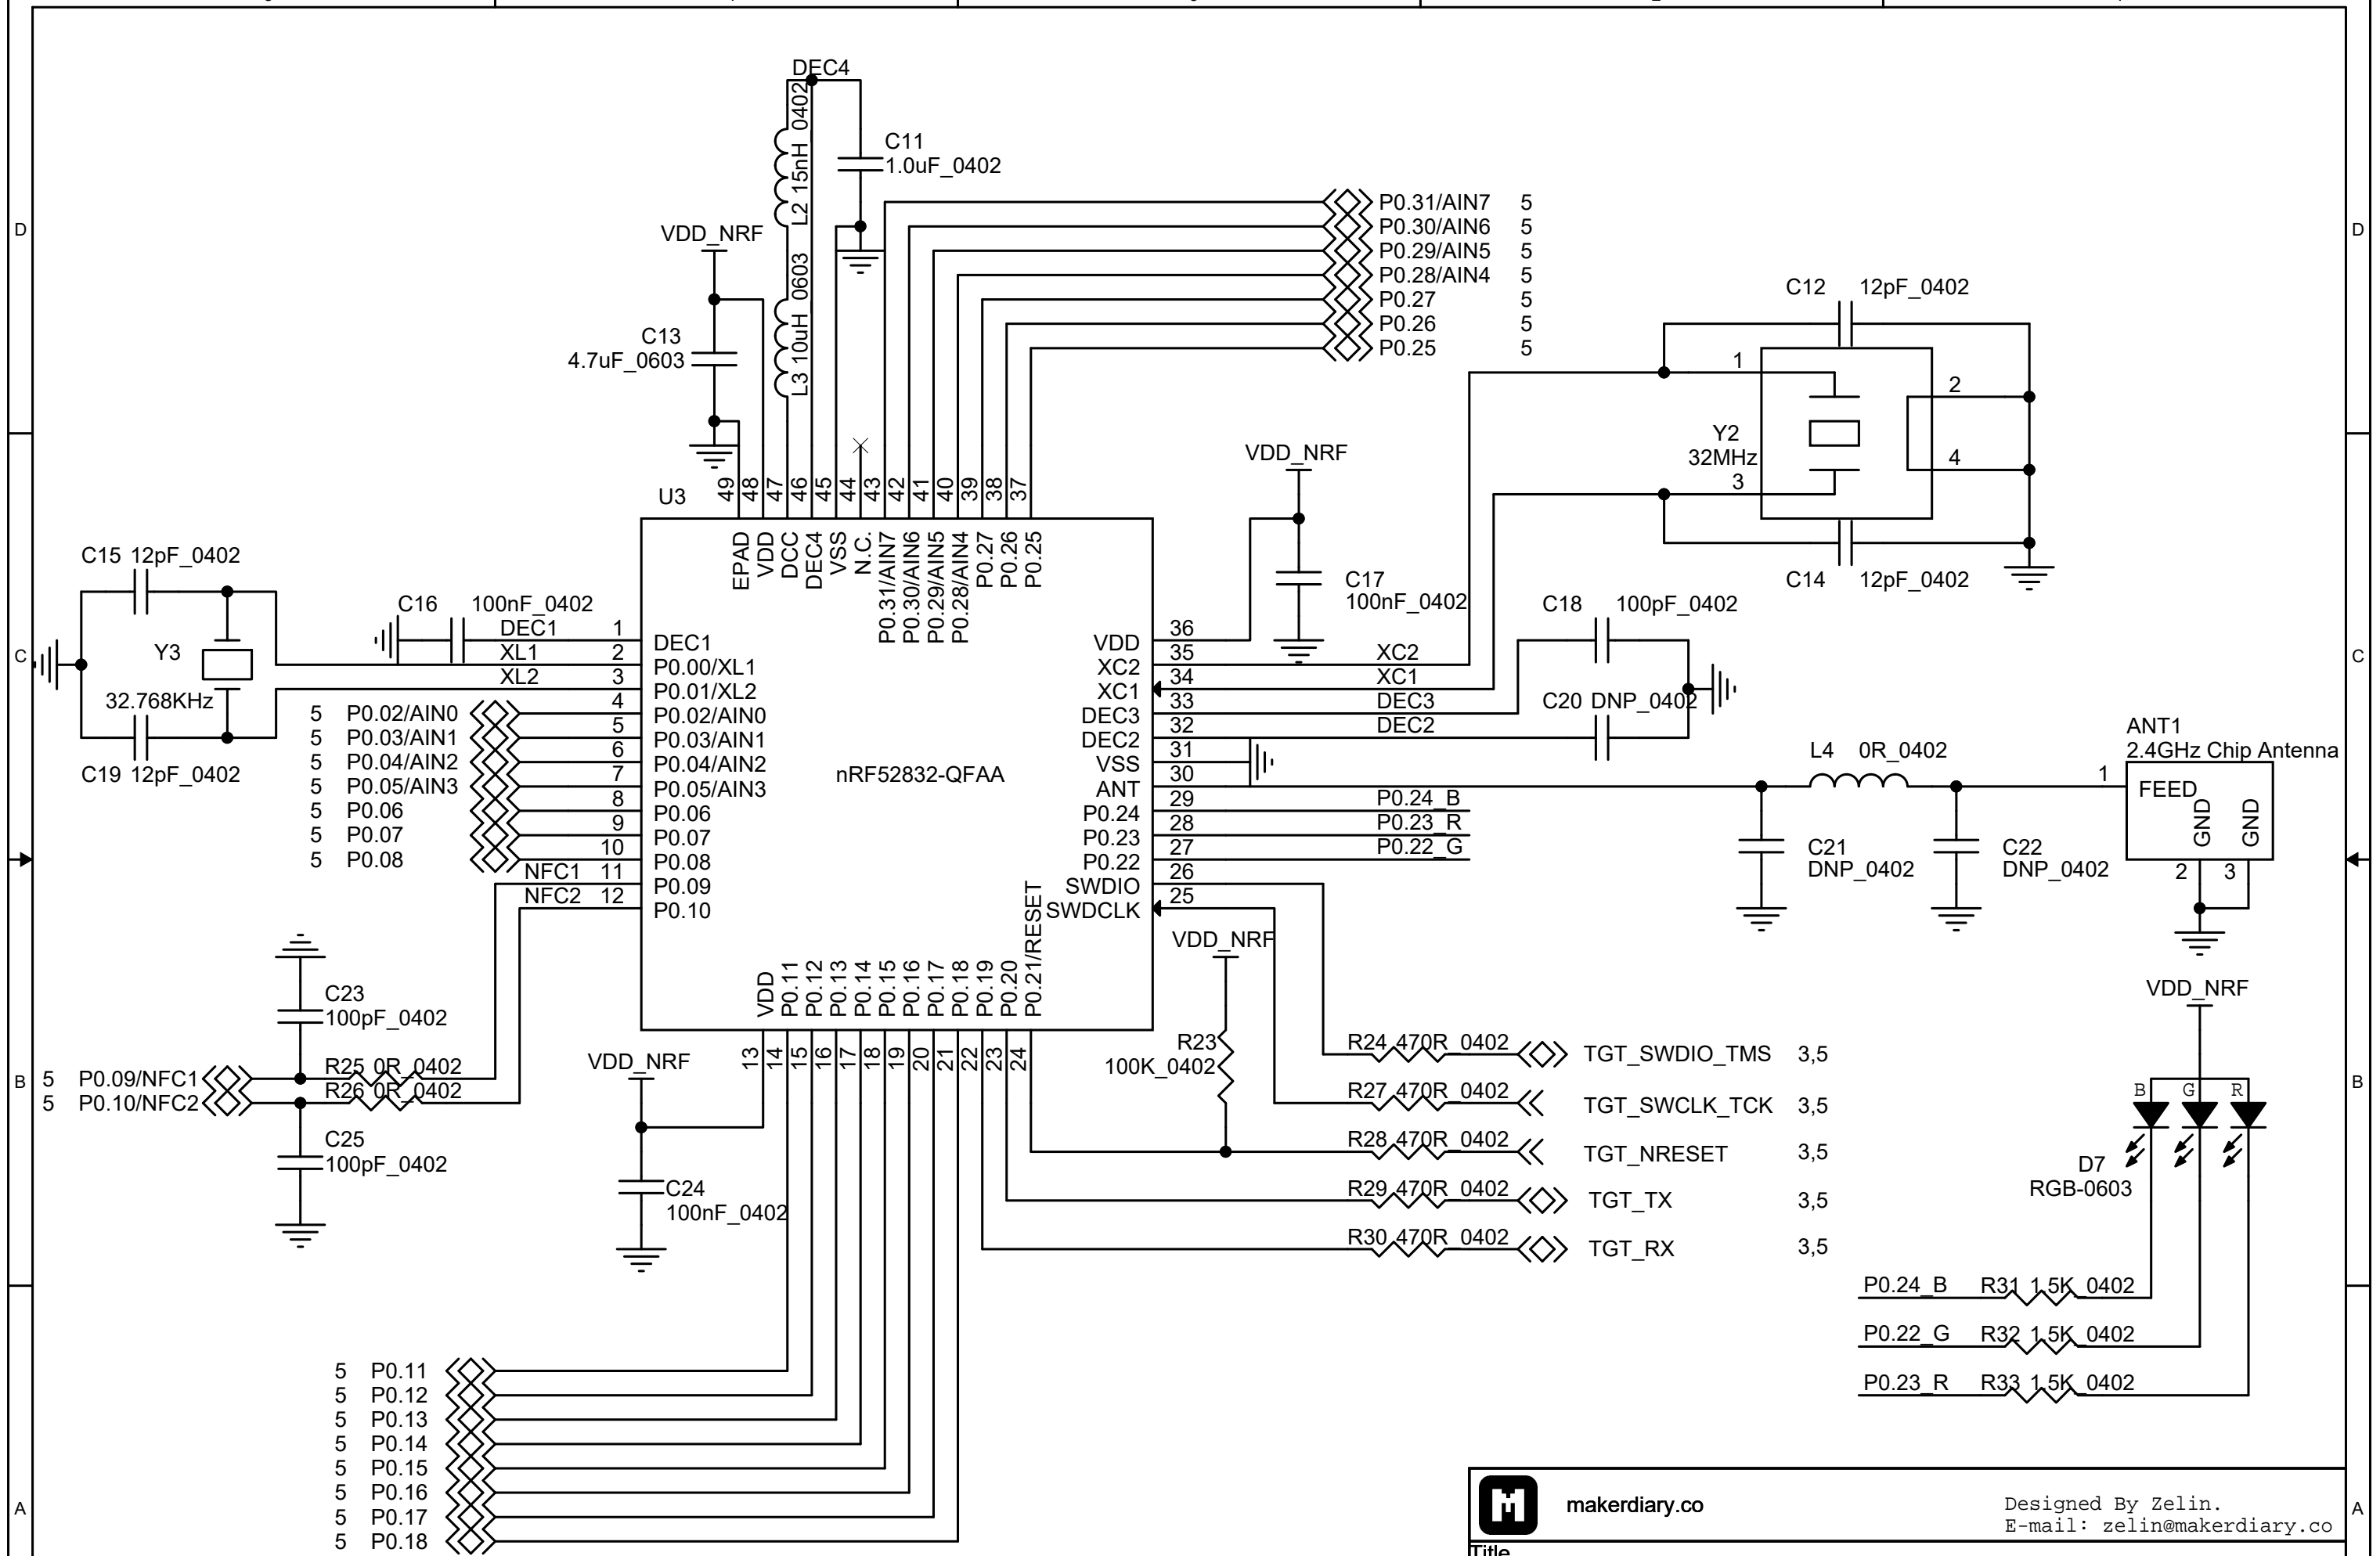 DEC4
L2 15nH 0402
C11
1.0uF_0402
L3 10uH 0603
VDD_NRF
C13
4.7uF_0603
P0.31/AIN7 5
P0.30/AIN6 5
P0.29/AIN5 5
P0.28/AIN4 5
P0.27 5
P0.26 5
P0.25 5
C12 12pF_0402
1
2
Y2
32MHz
4
3
C14 12pF_0402
D
D
U3
49
48
47
46
45
44
43
42
41
40
39
38
37
EPAD
VDD
DCC
DEC4
VSS
N.C.
P0.31/AIN7
P0.30/AIN6
P0.29/AIN5
P0.28/AIN4
P0.27
P0.26
P0.25
VDD_NRF
C17
100nF_0402
C15 12pF_0402
Y3
32.768KHz
C19 12pF_0402
C16 100nF_0402
C
C
DEC1 1 DEC1
XL1 2 P0.00/XL1
XL2 3 P0.01/XL2
5 P0.02/AIN0 4 P0.02/AIN0
5 P0.03/AIN1 5 P0.03/AIN1
5 P0.04/AIN2 6 P0.04/AIN2
5 P0.05/AIN3 7 P0.05/AIN3
5 P0.06 8 P0.06
5 P0.07 9 P0.07
5 P0.08 10 P0.08
NFC1 11 P0.09
NFC2 12 P0.10
nRF52832-QFAA
VDD 36
XC2 35 XC2
XC1 34 XC1
DEC3 33 DEC3
DEC2 32 DEC2
VSS 31
ANT 30
P0.24 29 P0.24_B
P0.23 28 P0.23_R
P0.22 27 P0.22_G
SWDIO 26
SWDCLK 25
C18 100pF_0402
C20 DNP_0402
L4 0R_0402
C21
DNP_0402
C22
DNP_0402
ANT1
2.4GHz Chip Antenna
1
FEED
GND
GND
2
3
VDD
P0.11
P0.12
P0.13
P0.14
P0.15
P0.16
P0.17
P0.18
P0.19
P0.20
P0.21/RESET
13
14
15
16
17
18
19
20
21
22
23
24
C23
100pF_0402
5 P0.09/NFC1 R25 0R_0402
5 P0.10/NFC2 R26 0R_0402
C25
100pF_0402
VDD_NRF
C24
100nF_0402
VDD_NRF
R23
100K_0402
R24 470R_0402 TGT_SWDIO_TMS 3,5
R27 470R_0402 TGT_SWCLK_TCK 3,5
R28 470R_0402 TGT_NRESET 3,5
R29 470R_0402 TGT_TX 3,5
R30 470R_0402 TGT_RX 3,5
B
B
VDD_NRF
B G R
D7
RGB-0603
P0.24_B R31 1.5K_0402
P0.22_G R32 1.5K_0402
P0.23_R R33 1.5K_0402
5 P0.11
5 P0.12
5 P0.13
5 P0.14
5 P0.15
5 P0.16
5 P0.17
5 P0.18
A
A
M
makerdiary.co
Designed By Zelin.
E-mail: zelin@makerdiary.co
Title